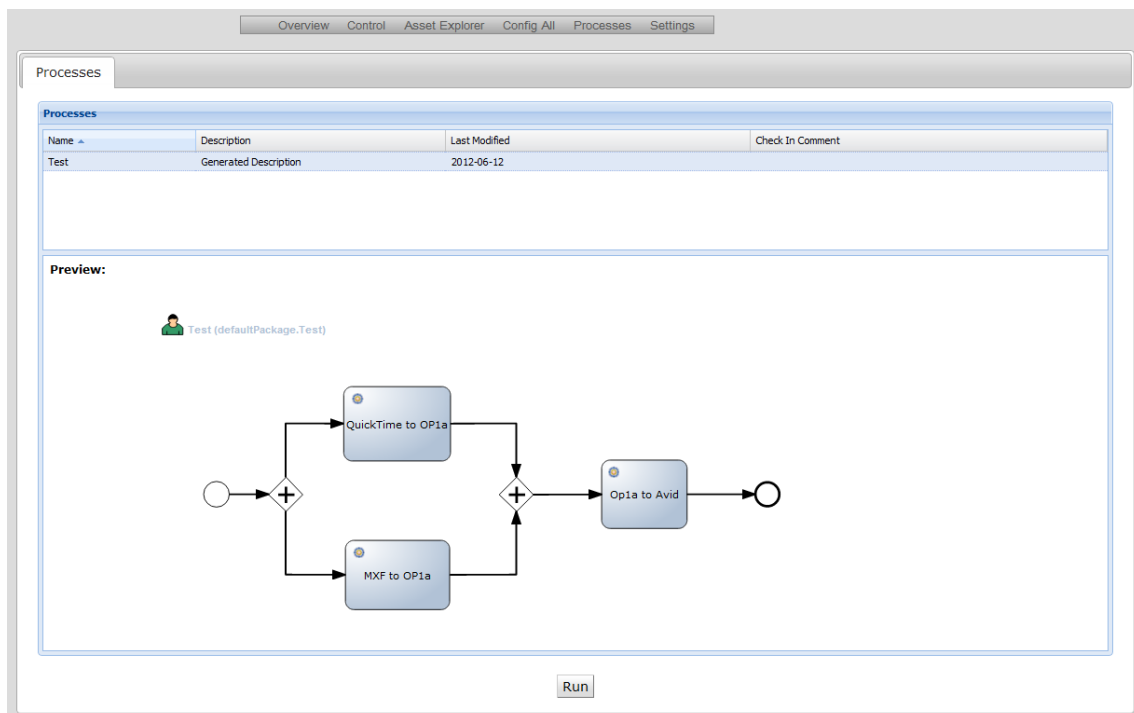 Overview Control Asset Explorer Config All Processes Settings
Processes
Processes
Name Description Last Modified Check In Comment
Test Generated Description 2012-06-12
Preview:
Test (defaultPackage.Test)
QuickTime to OP1a
Op1a to Avid
MXF to OP1a
Run